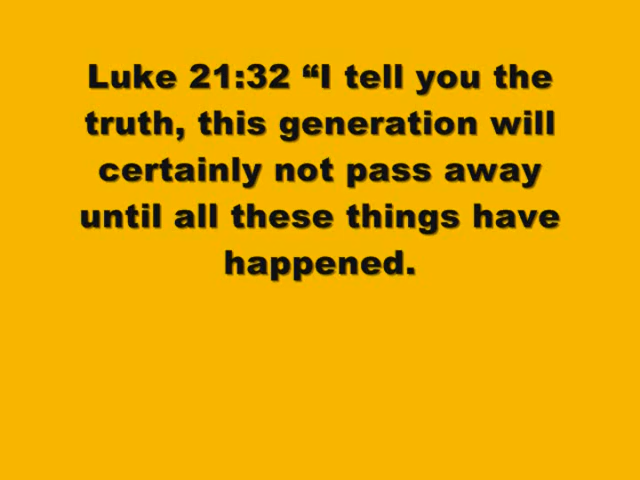 Luke 21:32 “I tell you the
truth, this generation will
certainly not pass away
until all these things have
happened.